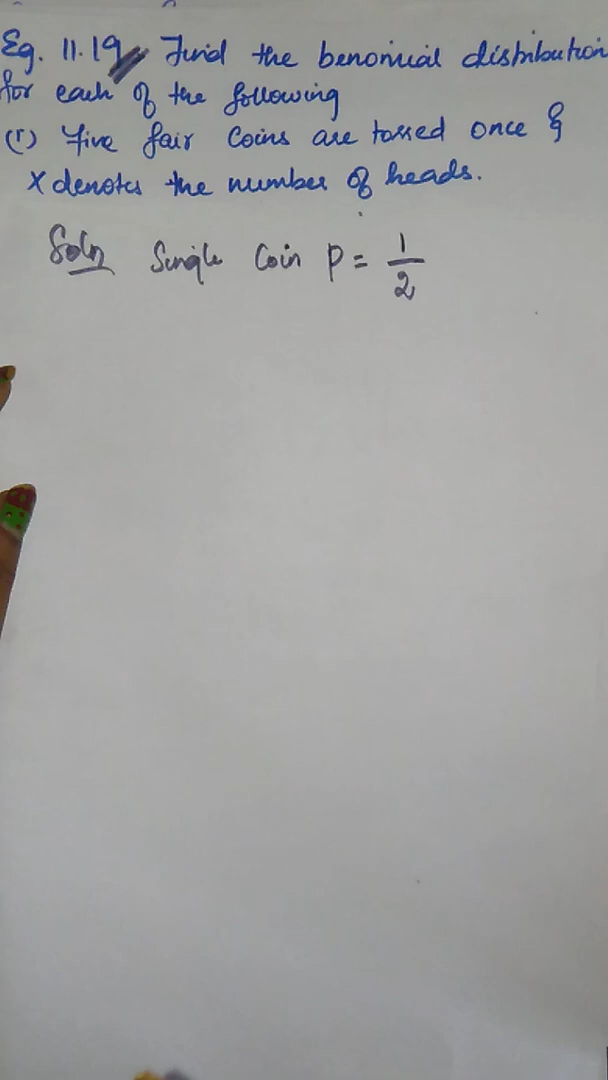 Eg. 11.19 Find the benomial distribution
for each of the following
(i) Five fair coins are tossed once &
X denotes the number of heads.
Soln Single Coin P = 1/2